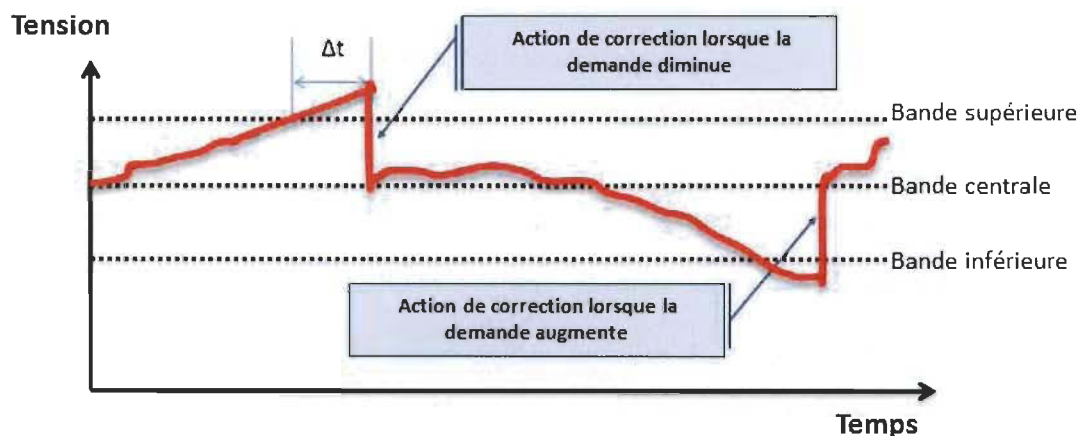 Tension
Δt
Action de correction lorsque la
demande diminue
Bande supérieure
Bande centrale
Bande inférieure
Action de correction lorsque la
demande augmente
Temps